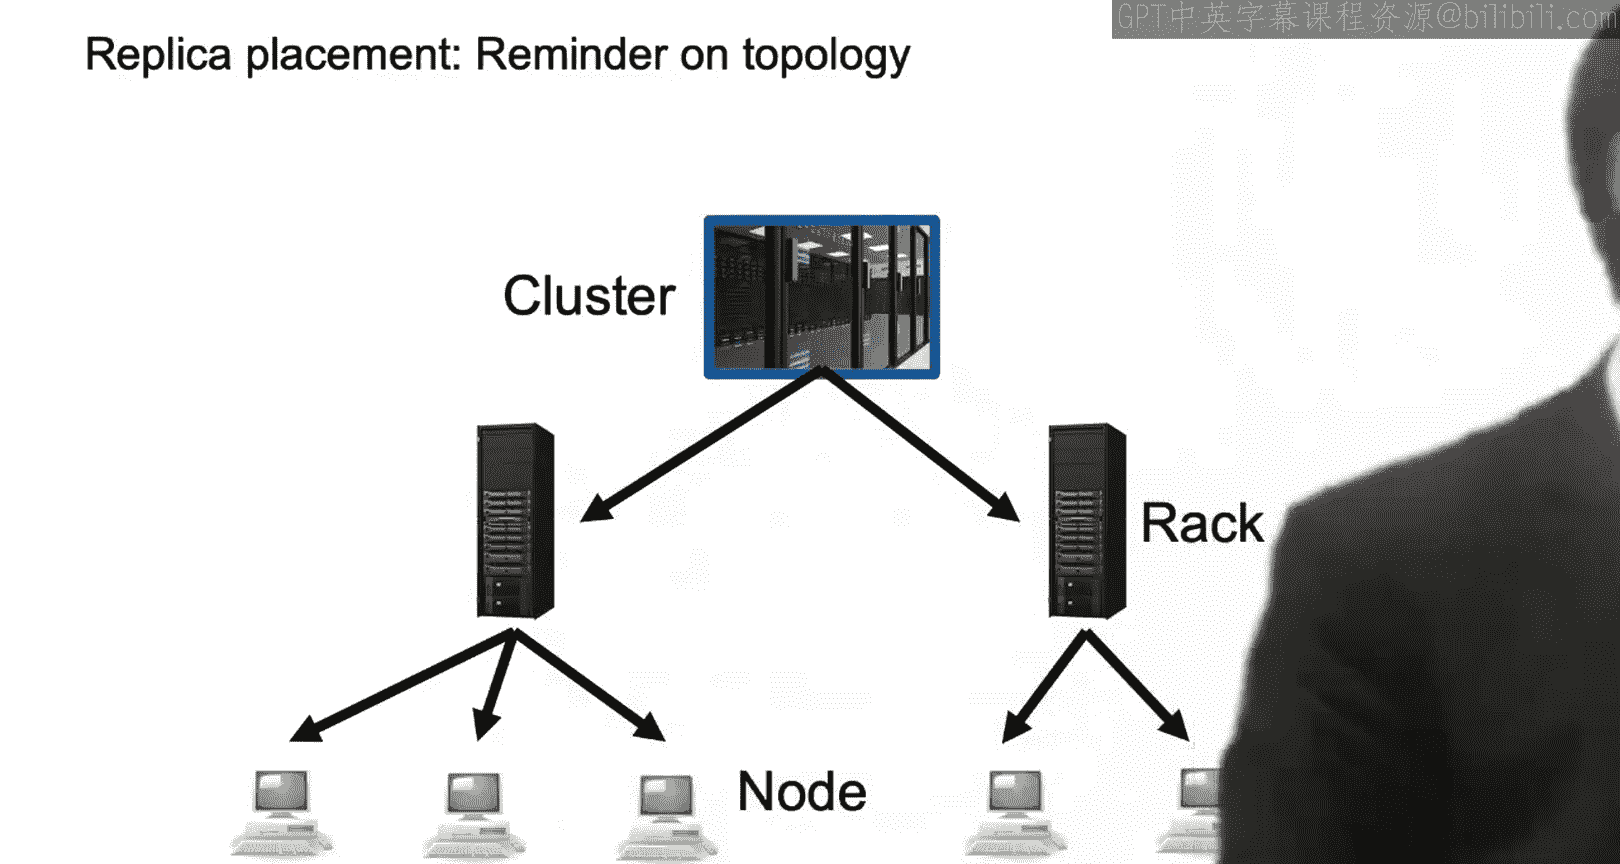 GPT中英字幕课程资源@bilibili.com
Replica placement: Reminder on topology
Cluster
Rack
Node